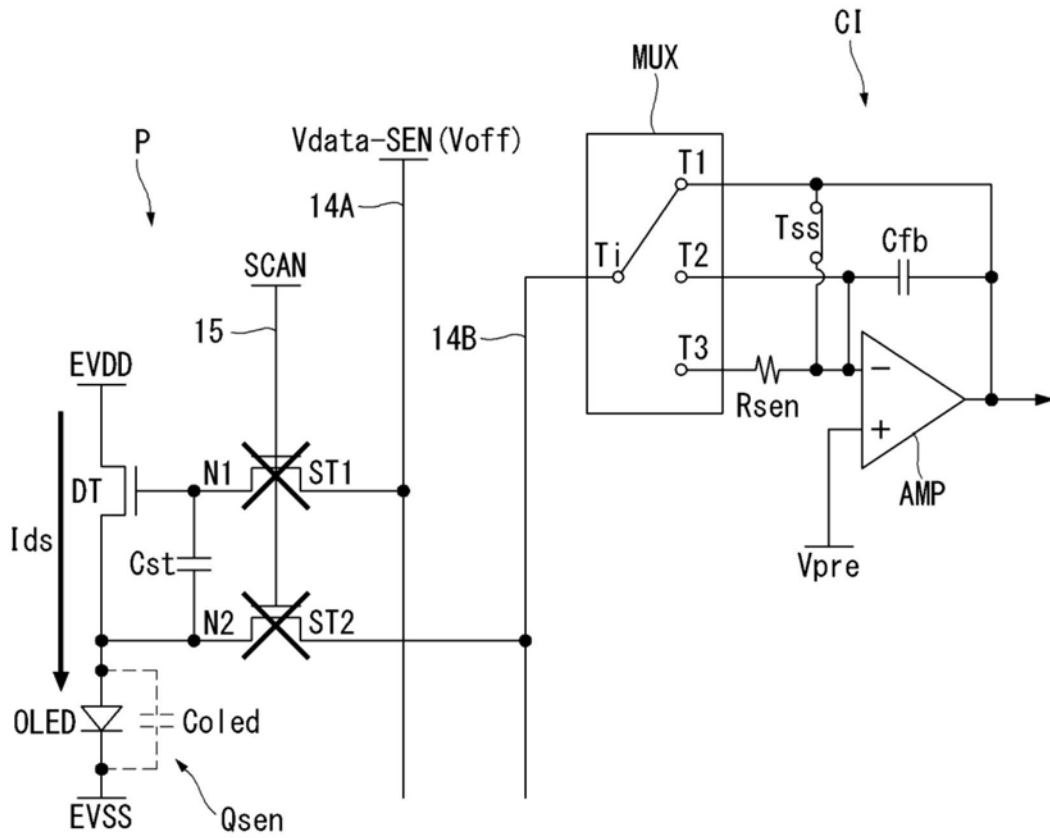 CI
MUX
P
Vdata-SEN(Voff)
14A
T1
Tss
Cfb
SCAN
Ti
T2
15
14B
T3
EVDD
Rsen
−
+
N1
ST1
DT
AMP
Ids
Cst
Vpre
N2
ST2
OLED
Coled
EVSS
Qsen